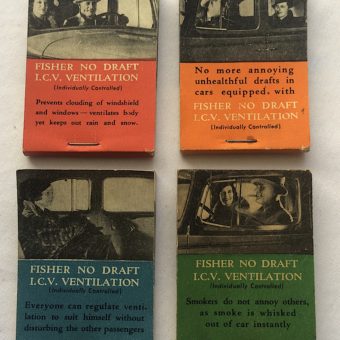 FISHER NO DRAFT
I.C.V. VENTILATION
(Individually Controlled)
Prevents clouding of windshield
and windows—ventilates body
yet keeps out rain and snow.
No more annoying
unhealthful drafts in
cars equipped, with
FISHER NO DRAFT
I.C.V. VENTILATION
(Individually Controlled)
FISHER NO DRAFT
I.C.V. VENTILATION
(Individually Controlled)
Everyone can regulate venti-
lation to suit himself without
disturbing the other passengers
FISHER NO DRAFT
I.C.V. VENTILATION
(Individually Controlled)
Smokers do not annoy others,
as smoke is whisked
out of car instantly